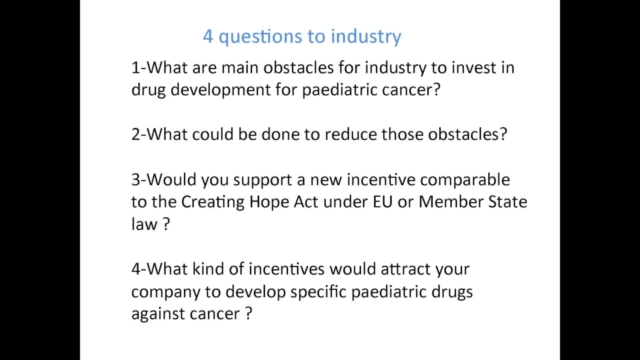 4 questions to industry
1-What are main obstacles for industry to invest in
drug development for paediatric cancer?
2-What could be done to reduce those obstacles?
3-Would you support a new incentive comparable
to the Creating Hope Act under EU or Member State
law ?
4-What kind of incentives would attract your
company to develop specific paediatric drugs
against cancer ?